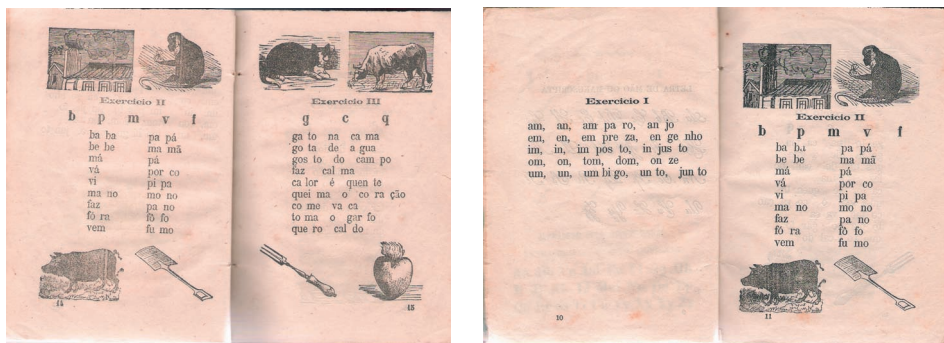 Exercicio II
b p m v f
ba ba pa pá
be be ma mã
má pá
vá por co
vi pi pa
ma no mo no
faz pa no
fó ra fô fo
vem fu mo
14
Exercicio III
g c q
ga to na ca ma
go ta de a gua
gos to do cam po
faz cal ma
ca lor é quen te
quei ma o co ra ção
co me va ca
to ma o gar fo
que ro cal do
15
Exercicio I
am, an, am pa ro, an jo
em, en, em pre za, en ge nho
im, in, im pos to, in jus to
om, on, tom, dom, on ze
um, un, um bi go, un to, jun to
10
Exercicio II
b p m v f
ba ba pa pá
be be ma mã
má pá
vá por co
vi pi pa
ma no mo no
faz pa no
fó ra fô fo
vem fu mo
11